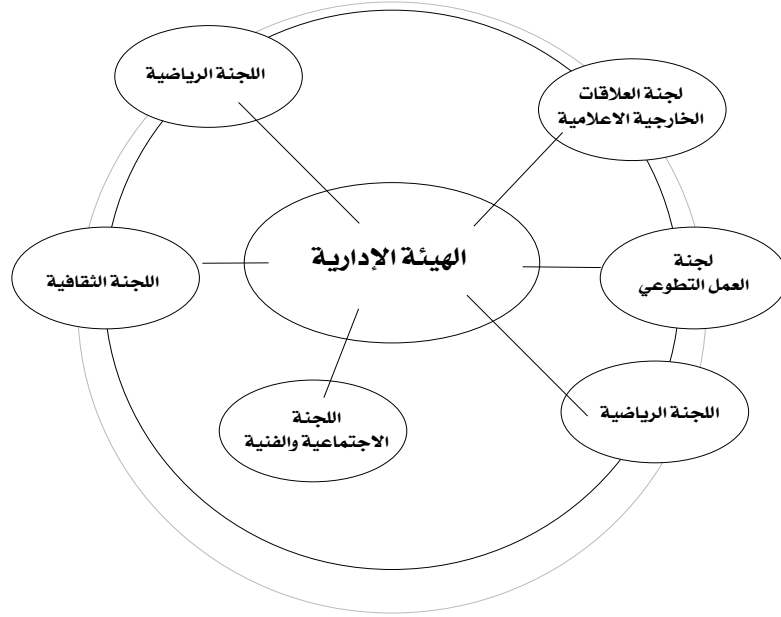 اللجنة الرياضية
لجنة العلاقات
الخارجية الاعلامية
الهيئة الإدارية
لجنة
العمل التطوعي
اللجنة الثقافية
اللجنة الرياضية
اللجنة
الاجتماعية والفنية